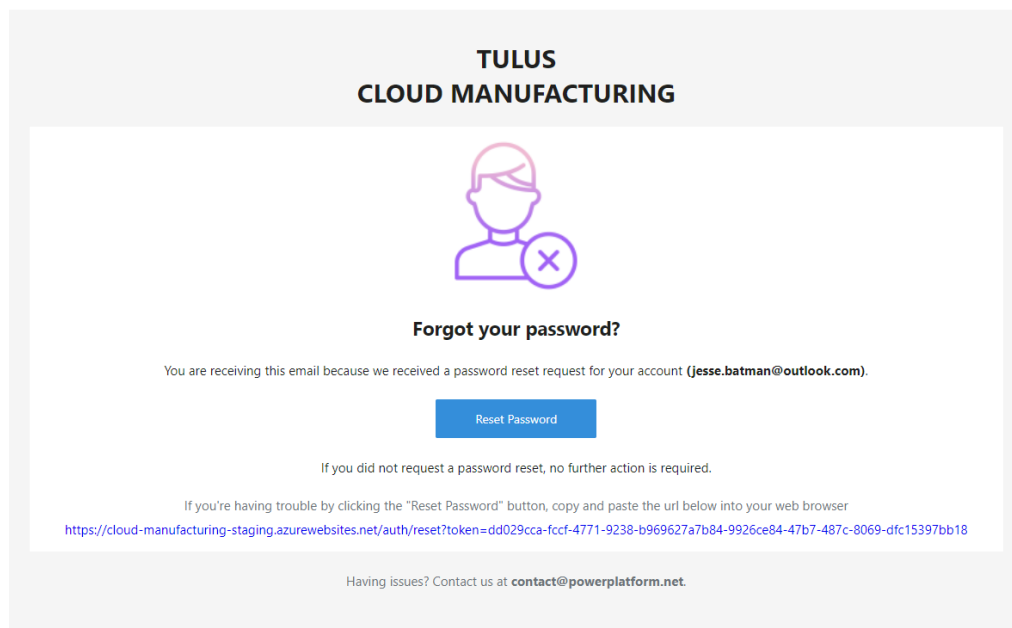 TULUS
CLOUD MANUFACTURING
Forgot your password?
You are receiving this email because we received a password reset request for your account (jesse.batman@outlook.com).
Reset Password
If you did not request a password reset, no further action is required.
If you're having trouble by clicking the "Reset Password" button, copy and paste the url below into your web browser
https://cloud-manufacturing-staging.azurewebsites.net/auth/reset?token=dd029cca-fccf-4771-9238-b969627a7b84-9926ce84-47b7-487c-8069-dfc15397bb18
Having issues? Contact us at contact@powerplatform.net.